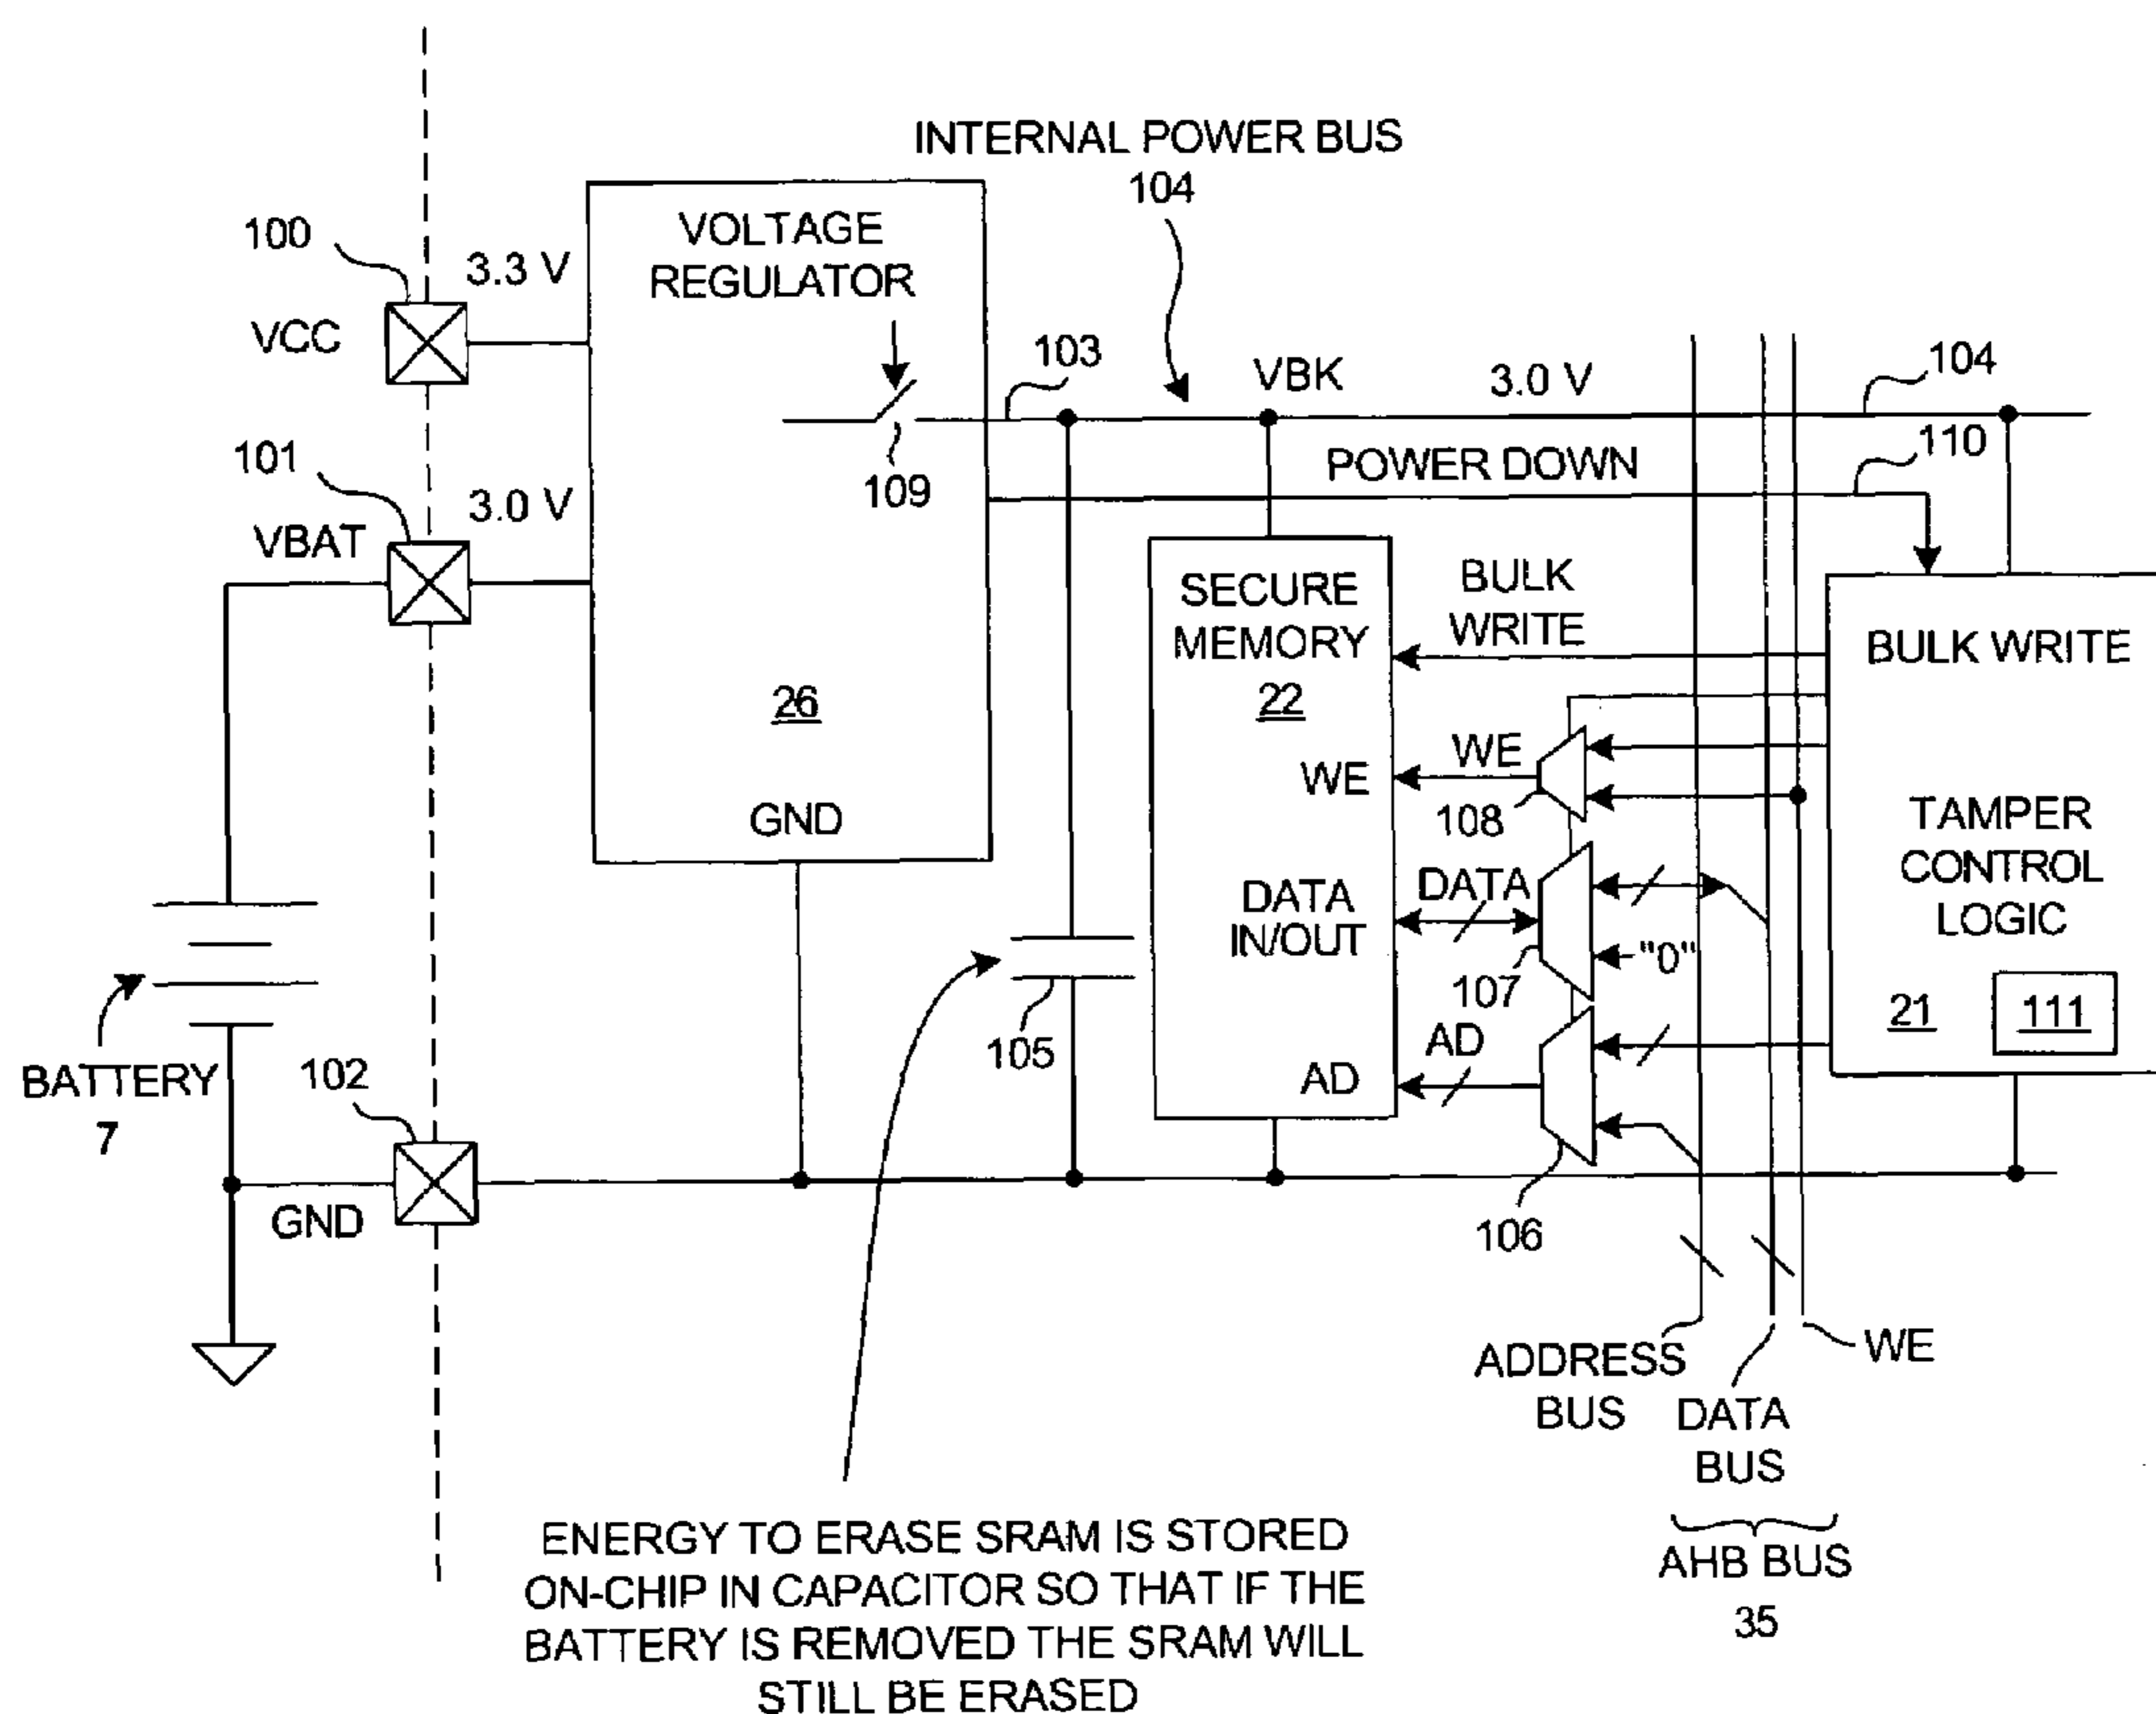 INTERNAL POWER BUS
104
100
3.3 V
VCC
VOLTAGE
REGULATOR
103
VBK
3.0 V
104
101
3.0 V
VBAT
109
POWER DOWN
110
26
GND
SECURE
MEMORY
22
WE
DATA
IN/OUT
AD
BULK
WRITE
WE
108
DATA
107
"0"
AD
106
BULK WRITE
TAMPER
CONTROL
LOGIC
21
111
105
BATTERY
7
102
GND
ADDRESS
BUS
DATA
BUS
WE
AHB BUS
35
ENERGY TO ERASE SRAM IS STORED
ON-CHIP IN CAPACITOR SO THAT IF THE
BATTERY IS REMOVED THE SRAM WILL
STILL BE ERASED